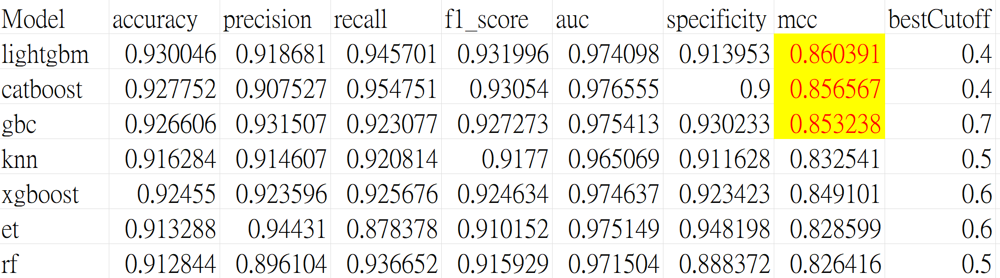 Model accuracy precision recall f1_score auc specificity mcc bestCutoff
lightgbm 0.930046 0.918681 0.945701 0.931996 0.974098 0.913953 0.860391 0.4
catboost 0.927752 0.907527 0.954751 0.93054 0.976555 0.9 0.856567 0.4
gbc 0.926606 0.931507 0.923077 0.927273 0.975413 0.930233 0.853238 0.7
knn 0.916284 0.914607 0.920814 0.9177 0.965069 0.911628 0.832541 0.5
xgboost 0.92455 0.923596 0.925676 0.924634 0.974637 0.923423 0.849101 0.6
et 0.913288 0.94431 0.878378 0.910152 0.975149 0.948198 0.828599 0.6
rf 0.912844 0.896104 0.936652 0.915929 0.971504 0.888372 0.826416 0.5